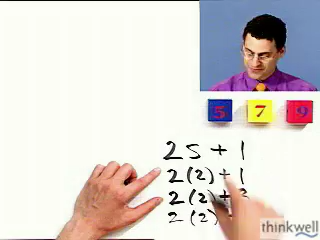 5 7 9
25 + 1
2(2) + 1
2(2) +
2(2)
thinkwell